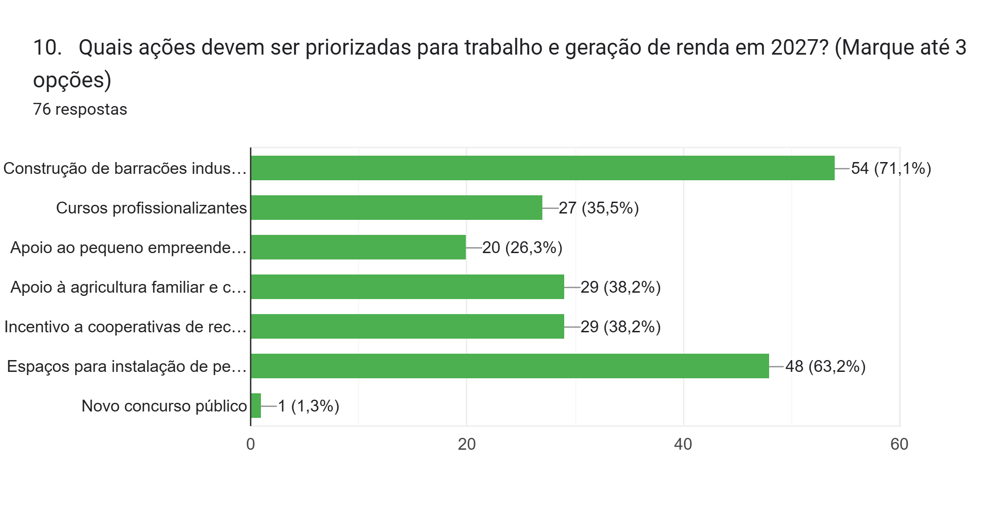 10. Quais ações devem ser priorizadas para trabalho e geração de renda em 2027? (Marque até 3
opções)
76 respostas
Construção de barracões indus…
54 (71,1%)
Cursos profissionalizantes
27 (35,5%)
Apoio ao pequeno empreende…
20 (26,3%)
Apoio à agricultura familiar e c…
29 (38,2%)
Incentivo a cooperativas de rec…
29 (38,2%)
Espaços para instalação de pe…
48 (63,2%)
Novo concurso público
1 (1,3%)
0 20 40 60